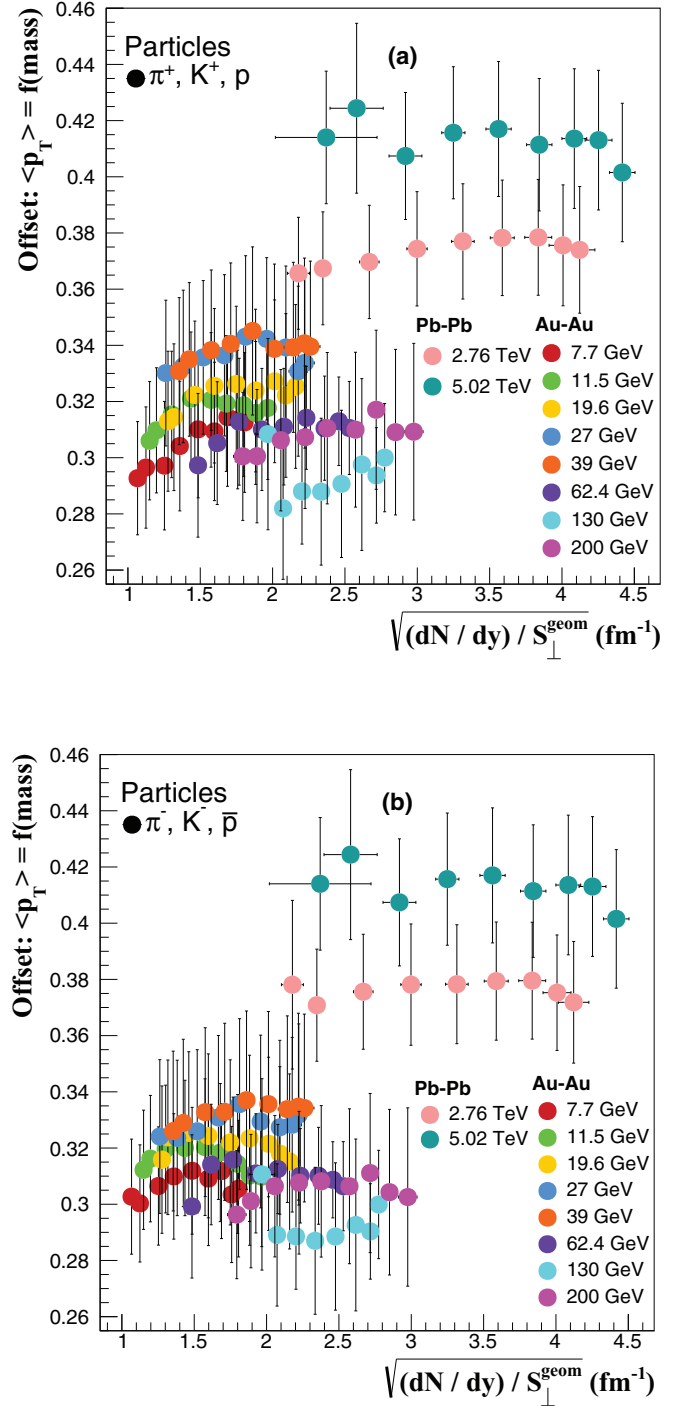 0.46
0.44
0.42
0.4
0.38
0.36
0.34
0.32
0.3
0.28
0.26
Offset: <p_T> = f(mass)
Particles
π⁺, K⁺, p
(a)
Pb-Pb
2.76 TeV
5.02 TeV
Au-Au
7.7 GeV
11.5 GeV
19.6 GeV
27 GeV
39 GeV
62.4 GeV
130 GeV
200 GeV
1 1.5 2 2.5 3 3.5 4 4.5
√(dN / dy) / S_⊥^geom (fm⁻¹)
0.46
0.44
0.42
0.4
0.38
0.36
0.34
0.32
0.3
0.28
0.26
Offset: <p_T> = f(mass)
Particles
π⁻, K⁻, p̄
(b)
Pb-Pb
2.76 TeV
5.02 TeV
Au-Au
7.7 GeV
11.5 GeV
19.6 GeV
27 GeV
39 GeV
62.4 GeV
130 GeV
200 GeV
1 1.5 2 2.5 3 3.5 4 4.5
√(dN / dy) / S_⊥^geom (fm⁻¹)